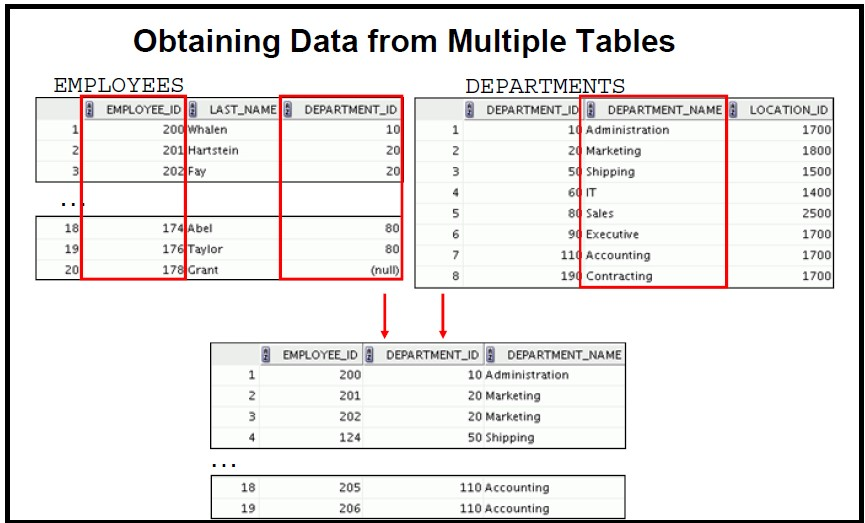 Obtaining Data from Multiple Tables
EMPLOYEES
EMPLOYEE_ID LAST_NAME DEPARTMENT_ID
1 200 Whalen 10
2 201 Hartstein 20
3 202 Fay 20
...
18 174 Abel 80
19 176 Taylor 80
20 178 Grant (null)
DEPARTMENTS
DEPARTMENT_ID DEPARTMENT_NAME LOCATION_ID
1 10 Administration 1700
2 20 Marketing 1800
3 50 Shipping 1500
4 60 IT 1400
5 80 Sales 2500
6 90 Executive 1700
7 110 Accounting 1700
8 190 Contracting 1700
EMPLOYEE_ID DEPARTMENT_ID DEPARTMENT_NAME
1 200 10 Administration
2 201 20 Marketing
3 202 20 Marketing
4 124 50 Shipping
...
18 205 110 Accounting
19 206 110 Accounting